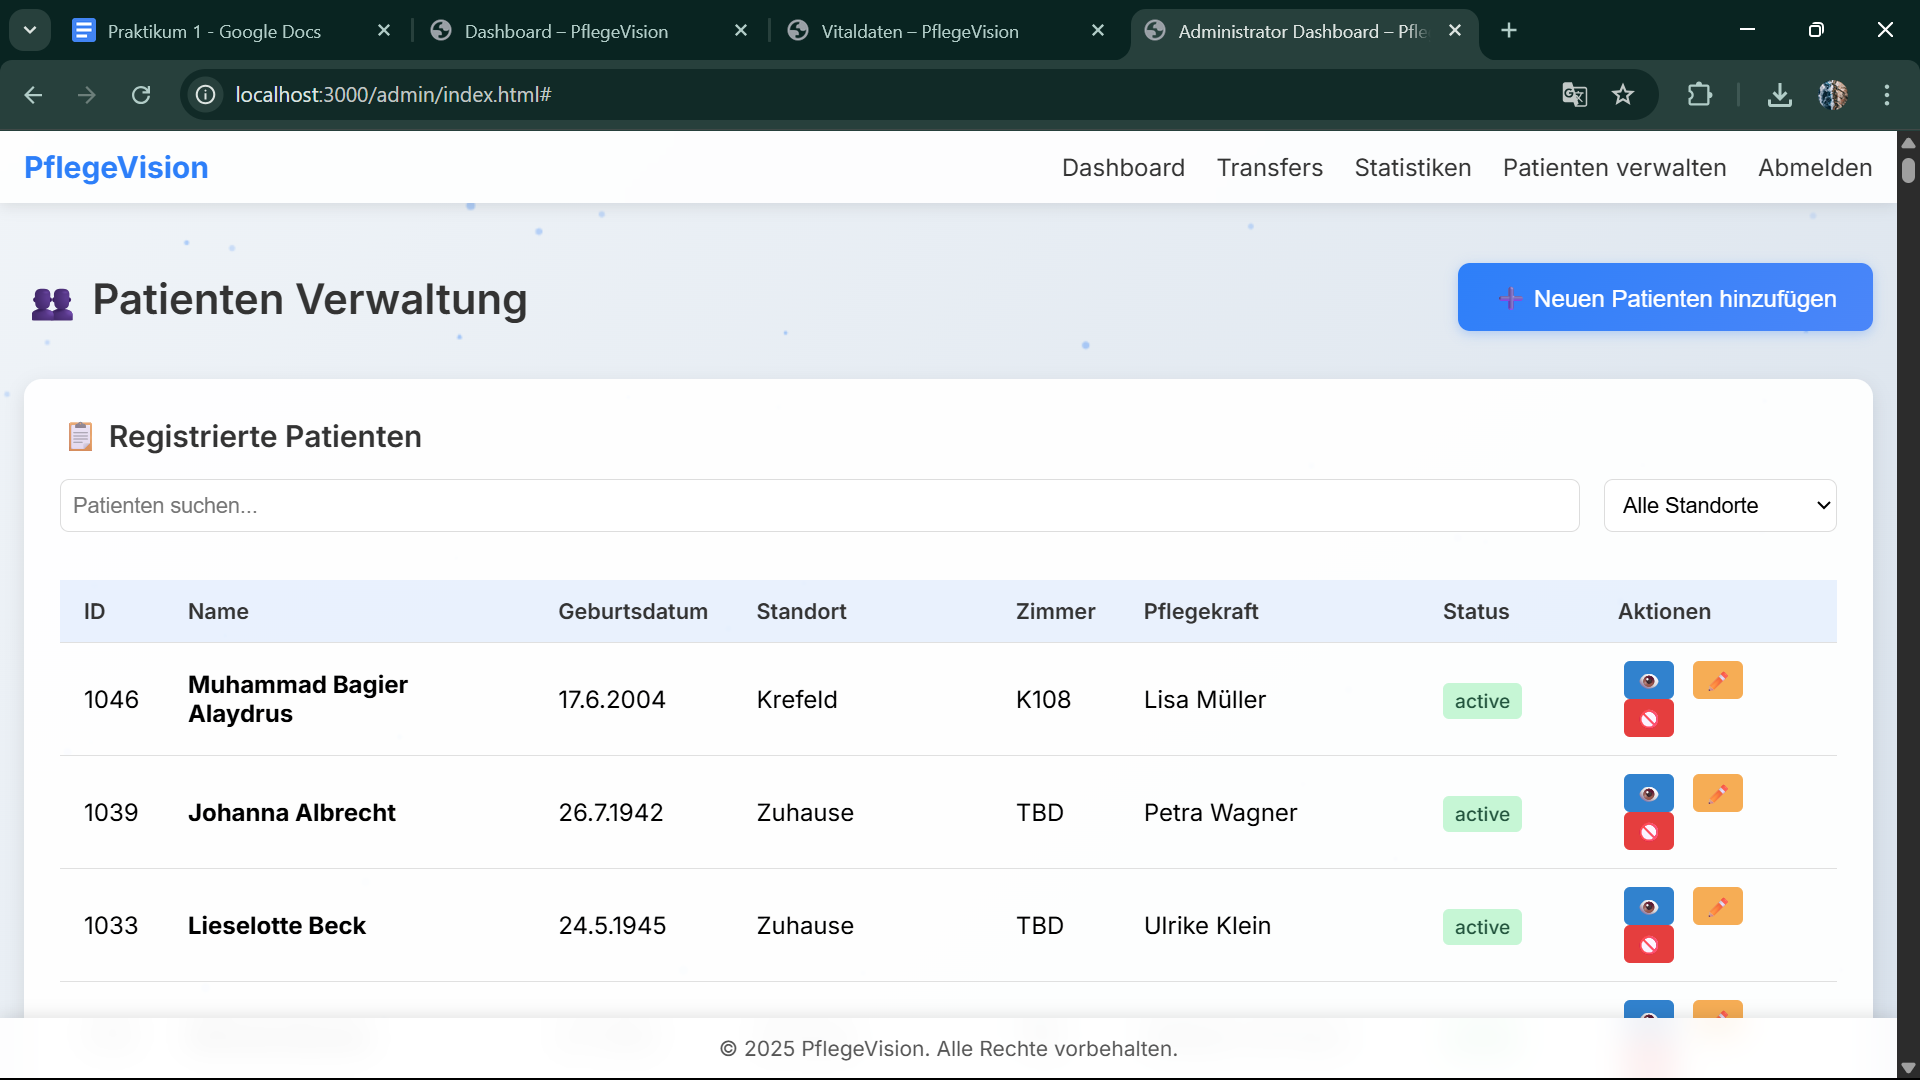 Praktikum 1 - Google Docs
Dashboard – PflegeVision
Vitaldaten – PflegeVision
Administrator Dashboard – Pfle
localhost:3000/admin/index.html#
PflegeVision
Dashboard Transfers Statistiken Patienten verwalten Abmelden
Patienten Verwaltung
Neuen Patienten hinzufügen
Registrierte Patienten
Patienten suchen...
Alle Standorte
ID Name Geburtsdatum Standort Zimmer Pflegekraft Status Aktionen
1046 Muhammad Bagier Alaydrus 17.6.2004 Krefeld K108 Lisa Müller active
1039 Johanna Albrecht 26.7.1942 Zuhause TBD Petra Wagner active
1033 Lieselotte Beck 24.5.1945 Zuhause TBD Ulrike Klein active
© 2025 PflegeVision. Alle Rechte vorbehalten.